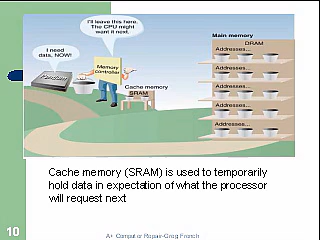 I'll leave this here.
The CPU might
want it next.
I need
data, NOW!
Pentium
Memory
controller
Cache memory
SRAM
Main memory
DRAM
Addresses...
Addresses...
Addresses...
Addresses...
Addresses...
Cache memory (SRAM) is used to temporarily
hold data in expectation of what the processor
will request next
10
A+ Computer Repair-Greg French